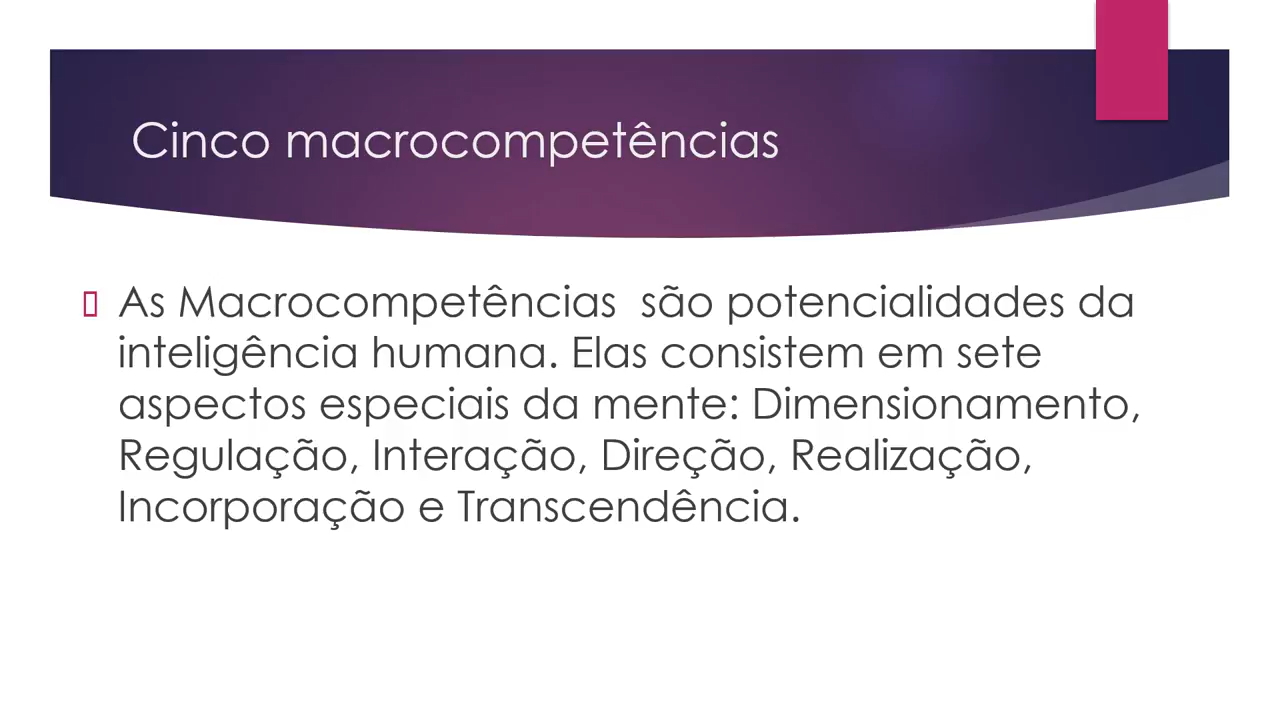 Cinco macrocompetências
As Macrocompetências  são potencialidades da
inteligência humana. Elas consistem em sete
aspectos especiais da mente: Dimensionamento,
Regulação, Interação, Direção, Realização,
Incorporação e Transcendência.